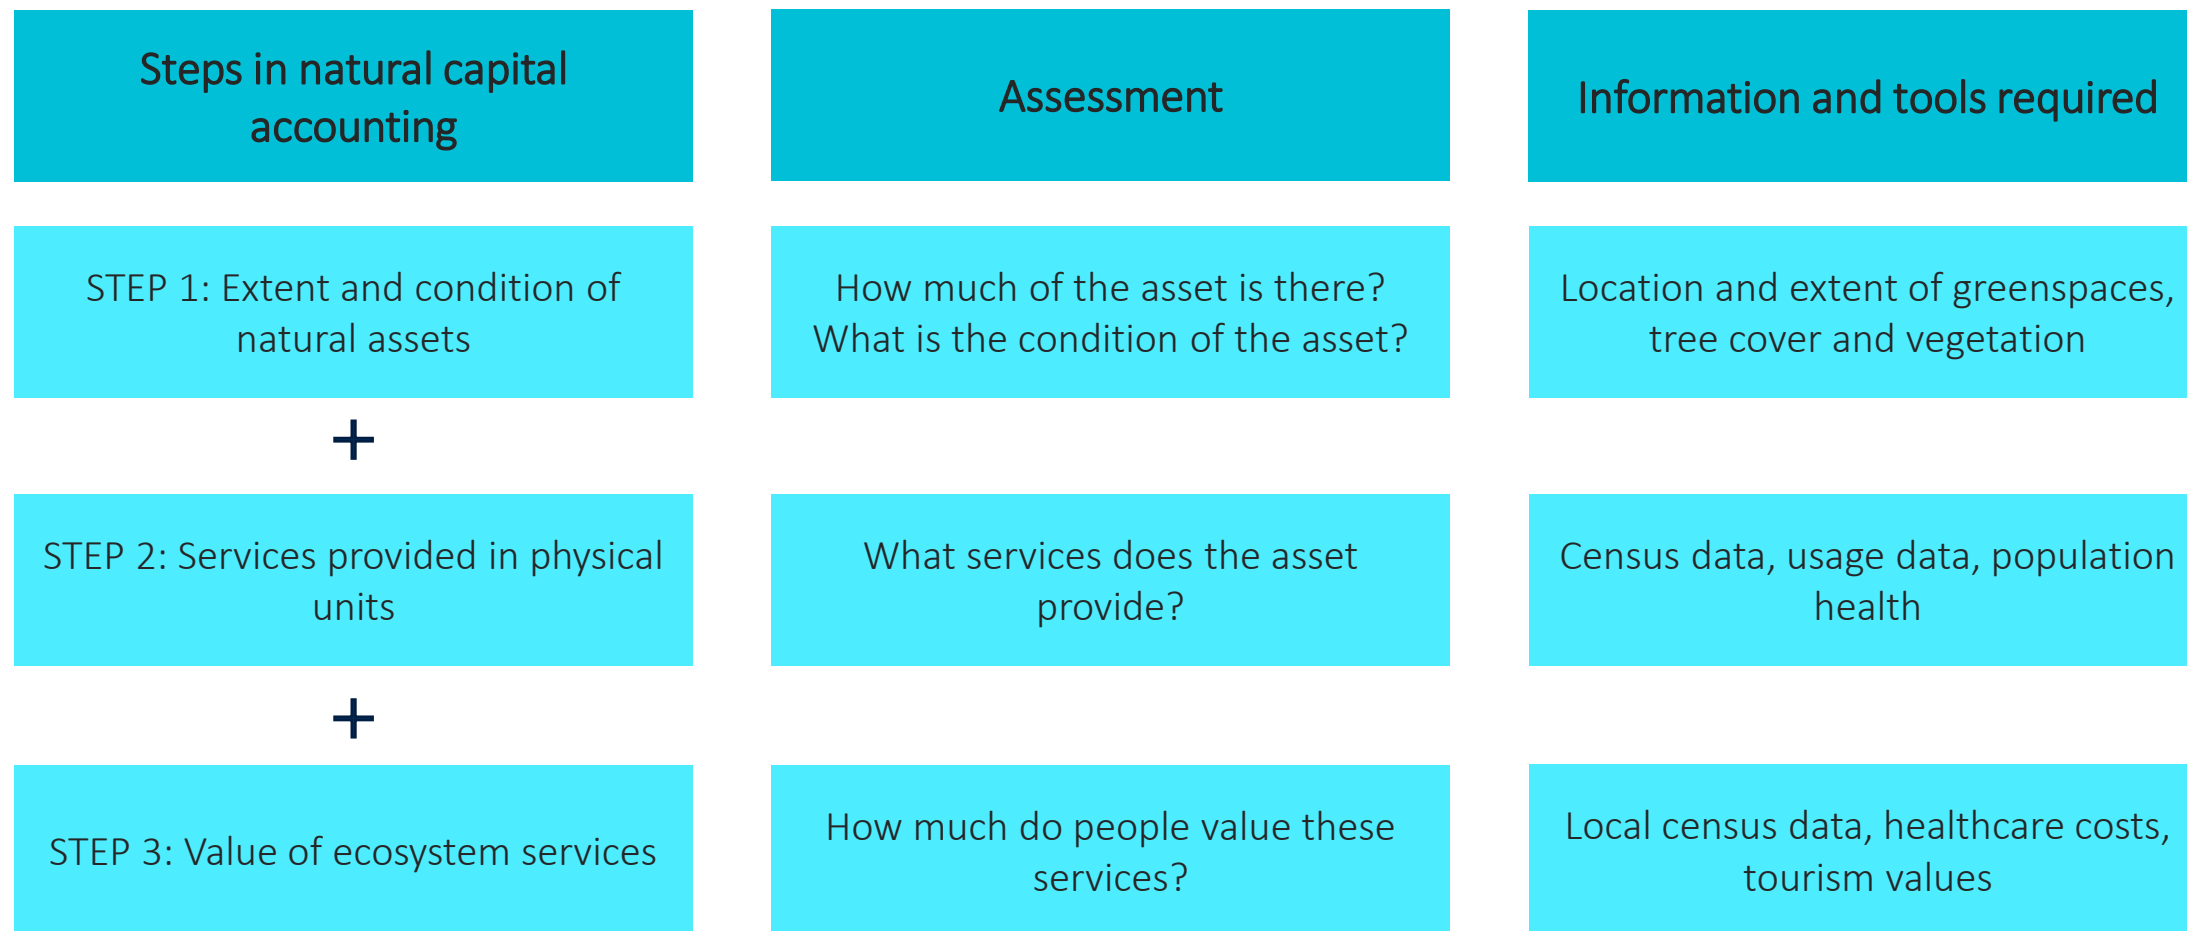 Steps in natural capital
accounting
Assessment
Information and tools required
STEP 1: Extent and condition of
natural assets
How much of the asset is there?
What is the condition of the asset?
Location and extent of greenspaces,
tree cover and vegetation
+
STEP 2: Services provided in physical
units
What services does the asset
provide?
Census data, usage data, population
health
+
STEP 3: Value of ecosystem services
How much do people value these
services?
Local census data, healthcare costs,
tourism values